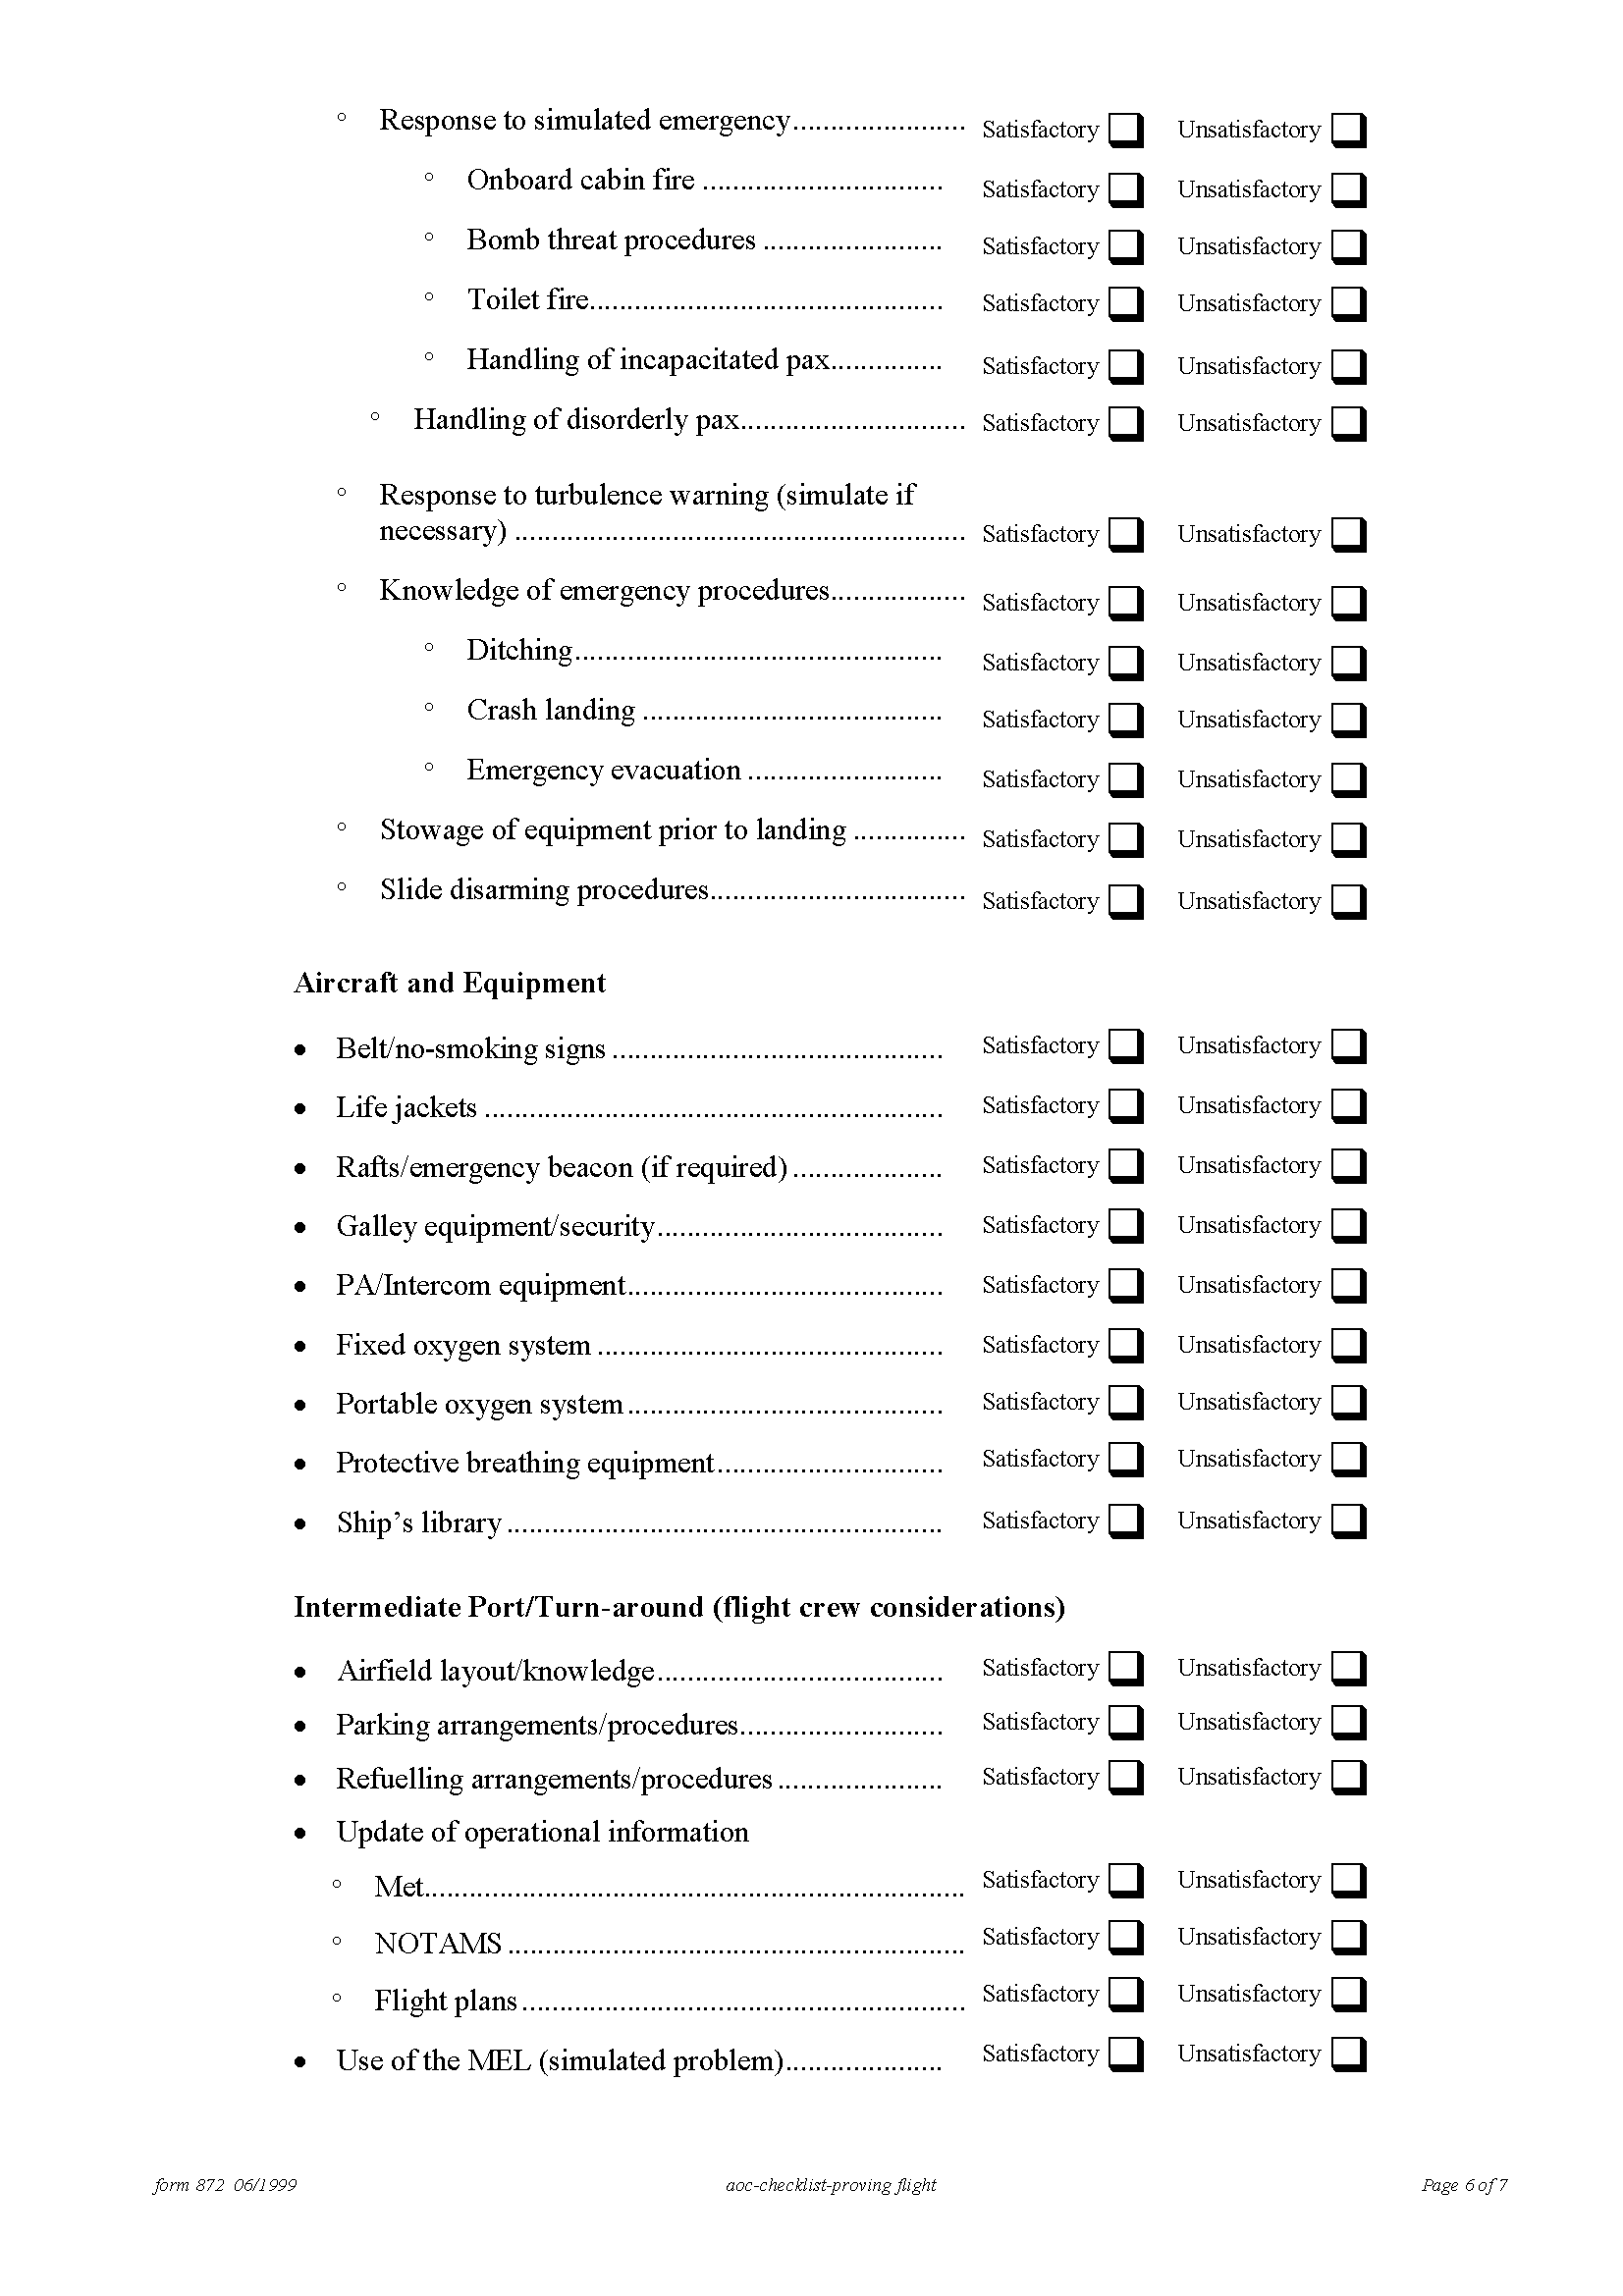 ° Response to simulated emergency....................... Satisfactory Unsatisfactory
° Onboard cabin fire ................................ Satisfactory Unsatisfactory
° Bomb threat procedures ........................ Satisfactory Unsatisfactory
° Toilet fire............................................... Satisfactory Unsatisfactory
° Handling of incapacitated pax............... Satisfactory Unsatisfactory
° Handling of disorderly pax.............................. Satisfactory Unsatisfactory
° Response to turbulence warning (simulate if
necessary) ............................................................ Satisfactory Unsatisfactory
° Knowledge of emergency procedures.................. Satisfactory Unsatisfactory
° Ditching................................................. Satisfactory Unsatisfactory
° Crash landing ........................................ Satisfactory Unsatisfactory
° Emergency evacuation .......................... Satisfactory Unsatisfactory
° Stowage of equipment prior to landing ............... Satisfactory Unsatisfactory
° Slide disarming procedures.................................. Satisfactory Unsatisfactory
Aircraft and Equipment
• Belt/no-smoking signs ............................................ Satisfactory Unsatisfactory
• Life jackets ............................................................. Satisfactory Unsatisfactory
• Rafts/emergency beacon (if required) .................... Satisfactory Unsatisfactory
• Galley equipment/security...................................... Satisfactory Unsatisfactory
• PA/Intercom equipment.......................................... Satisfactory Unsatisfactory
• Fixed oxygen system .............................................. Satisfactory Unsatisfactory
• Portable oxygen system .......................................... Satisfactory Unsatisfactory
• Protective breathing equipment.............................. Satisfactory Unsatisfactory
• Ship’s library .......................................................... Satisfactory Unsatisfactory
Intermediate Port/Turn-around (flight crew considerations)
• Airfield layout/knowledge...................................... Satisfactory Unsatisfactory
• Parking arrangements/procedures........................... Satisfactory Unsatisfactory
• Refuelling arrangements/procedures ...................... Satisfactory Unsatisfactory
• Update of operational information
° Met........................................................................ Satisfactory Unsatisfactory
° NOTAMS ............................................................. Satisfactory Unsatisfactory
° Flight plans ........................................................... Satisfactory Unsatisfactory
• Use of the MEL (simulated problem)..................... Satisfactory Unsatisfactory
form 872 06/1999 aoc-checklist-proving flight Page 6 of 7